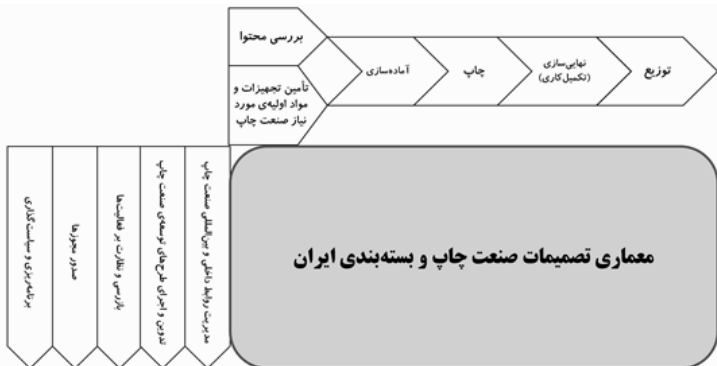 بررسی محتوا
تأمین تجهیزات و
مواد اولیه‌ی مورد
نیاز صنعت چاپ
آماده‌سازی
چاپ
نهایی‌سازی
(تکمیل‌کاری)
توزیع
مدیریت روابط داخلی و بین‌المللی صنعت چاپ
تدوین و اجرای طرح‌های توسعه‌ی صنعت چاپ
بازرسی و نظارت بر فعالیت‌ها
صدور مجوزها
برنامه‌ریزی و سیاست‌گذاری
معماری تصمیمات صنعت چاپ و بسته‌بندی ایران